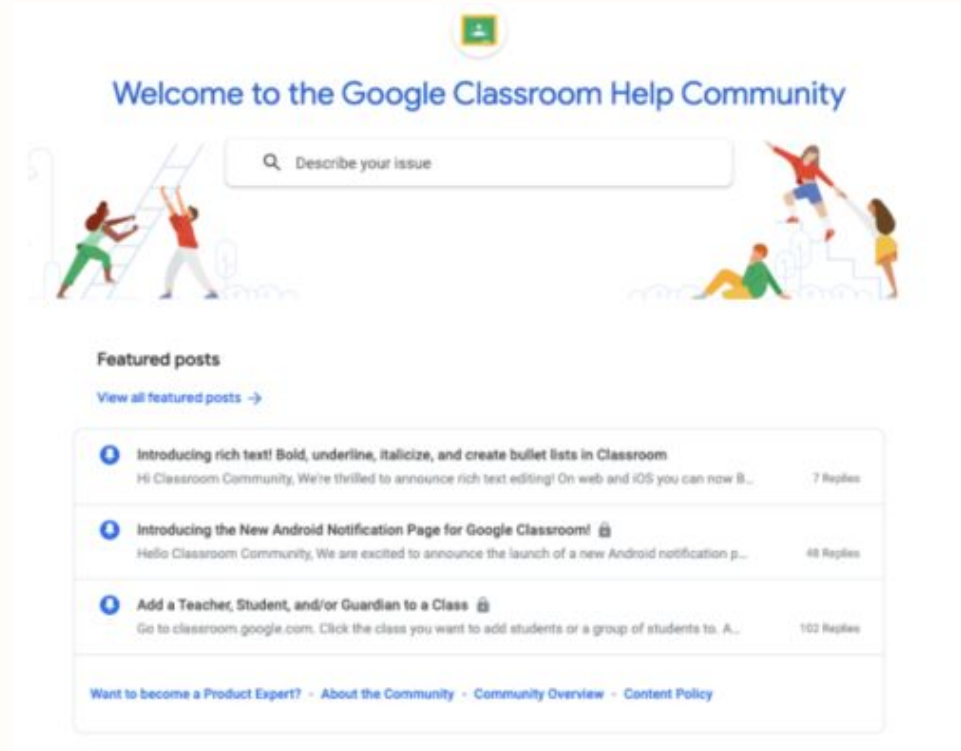 Welcome to the Google Classroom Help Community
Describe your issue
Featured posts
View all featured posts →
Introducing rich text! Bold, underline, italicize, and create bullet lists in Classroom
Hi Classroom Community, We're thrilled to announce rich text editing! On web and iOS you can now B...
7 Replies
Introducing the New Android Notification Page for Google Classroom!
Hello Classroom Community, We are excited to announce the launch of a new Android notification p...
48 Replies
Add a Teacher, Student, and/or Guardian to a Class
Go to classroom.google.com. Click the class you want to add students or a group of students to. A...
102 Replies
Want to become a Product Expert? - About the Community - Community Overview - Content Policy